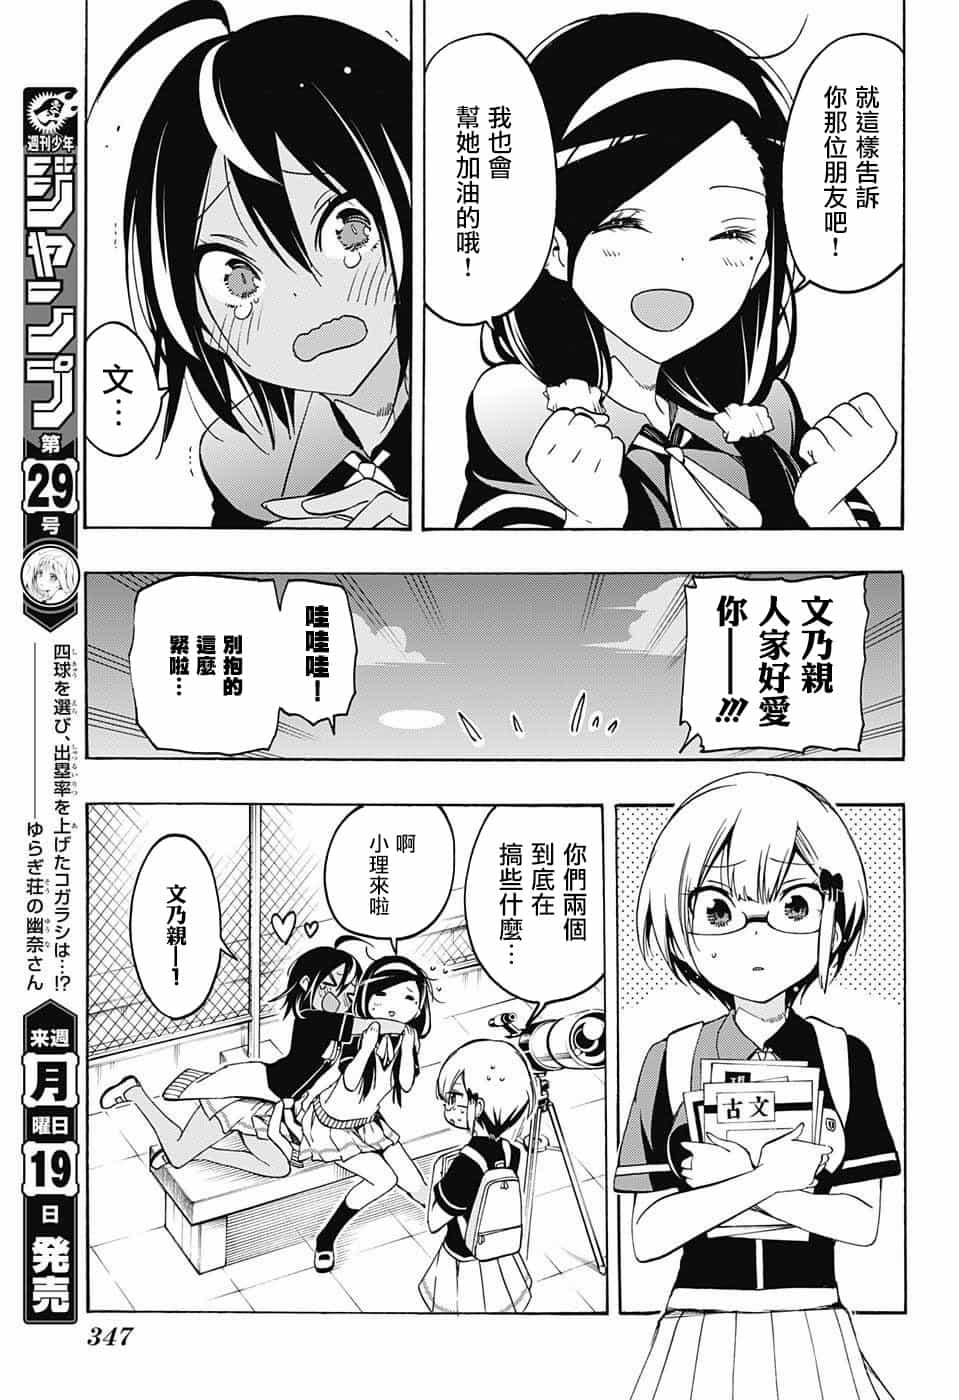 就這樣告訴
你那位朋友吧！
我也會
幫她加油的哦！
文…
文乃親
人家好愛
你——!!!
哇哇哇！
別抱的
這麼
緊啦…
你們兩個
到底在
搞些什麼…
古文
啊
小理來啦
文乃親—1
週刊少年
ジャンプ
第
29
号
四球を選び、出塁率を上げたコガラシは…!?
——ゆらぎ荘の幽奈さん
来週
月
曜日
19
日
発売
347